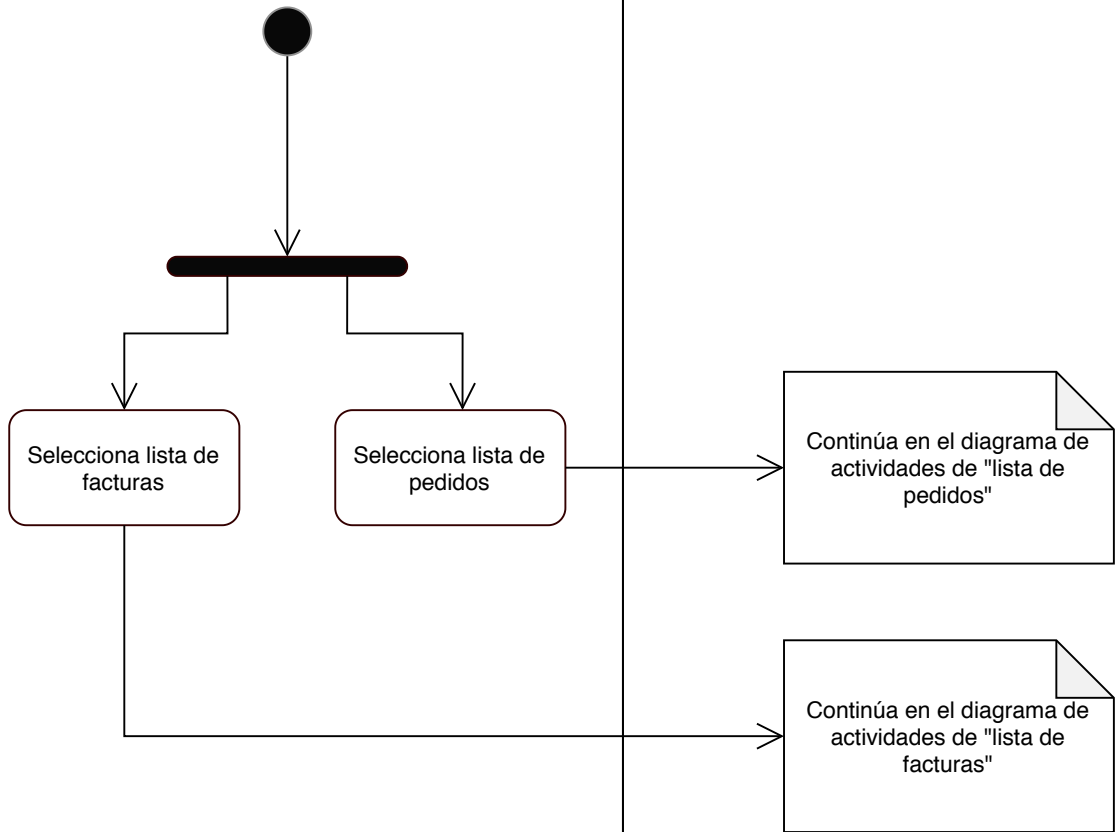 Selecciona lista de
facturas
Selecciona lista de
pedidos
Continúa en el diagrama de
actividades de "lista de
pedidos"
Continúa en el diagrama de
actividades de "lista de
facturas"